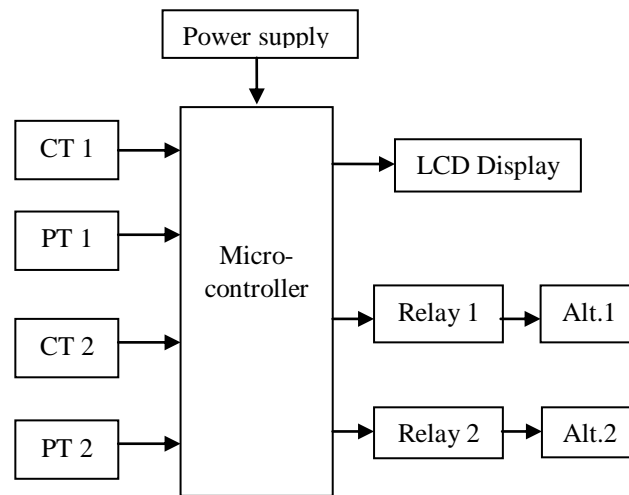 Power supply
CT 1
LCD Display
PT 1
Micro-
controller
Relay 1
Alt.1
CT 2
Relay 2
Alt.2
PT 2